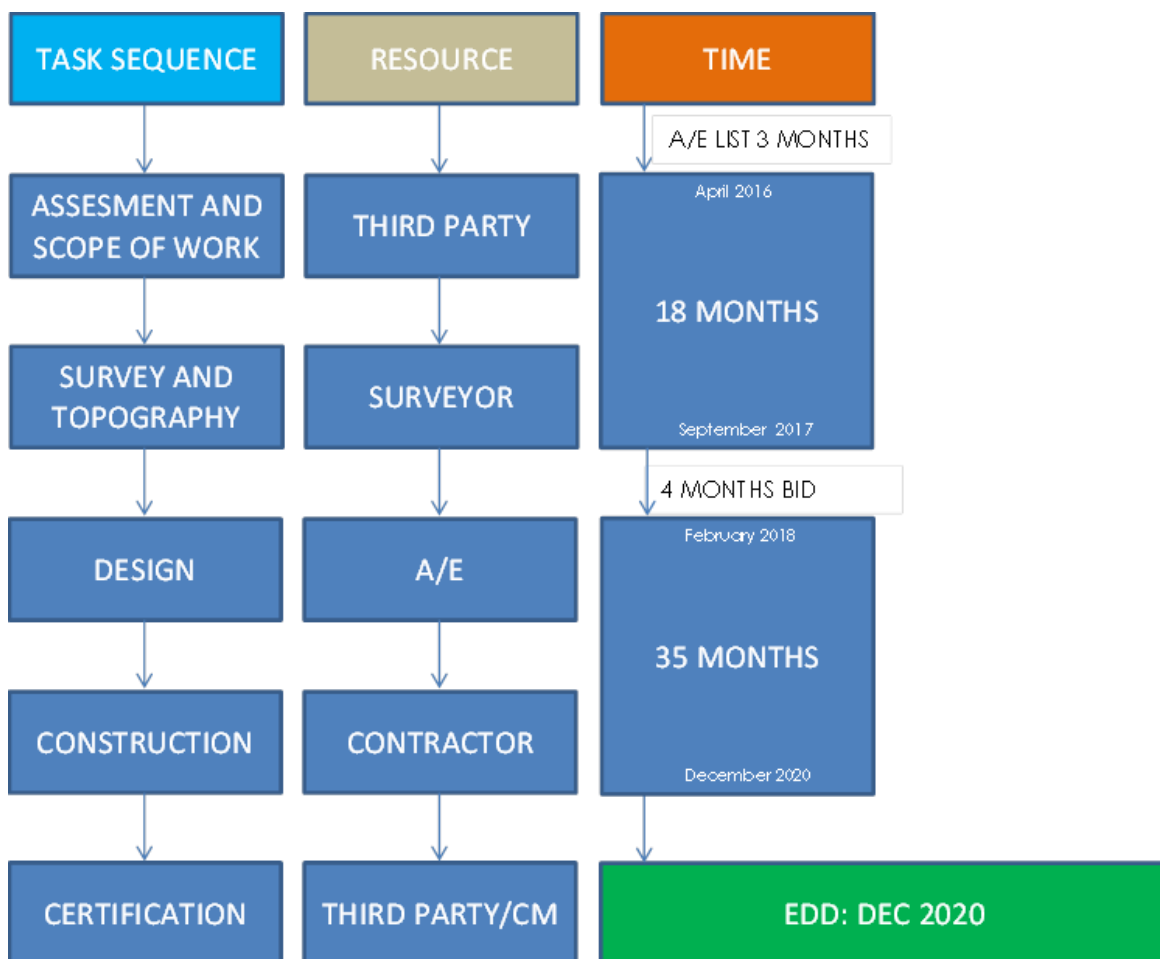 TASK SEQUENCE
RESOURCE
TIME
A/E LIST 3 MONTHS
ASSESMENT AND
SCOPE OF WORK
THIRD PARTY
April 2016
18 MONTHS
September 2017
SURVEY AND
TOPOGRAPHY
SURVEYOR
4 MONTHS BID
DESIGN
A/E
February 2018
35 MONTHS
December 2020
CONSTRUCTION
CONTRACTOR
CERTIFICATION
THIRD PARTY/CM
EDD: DEC 2020